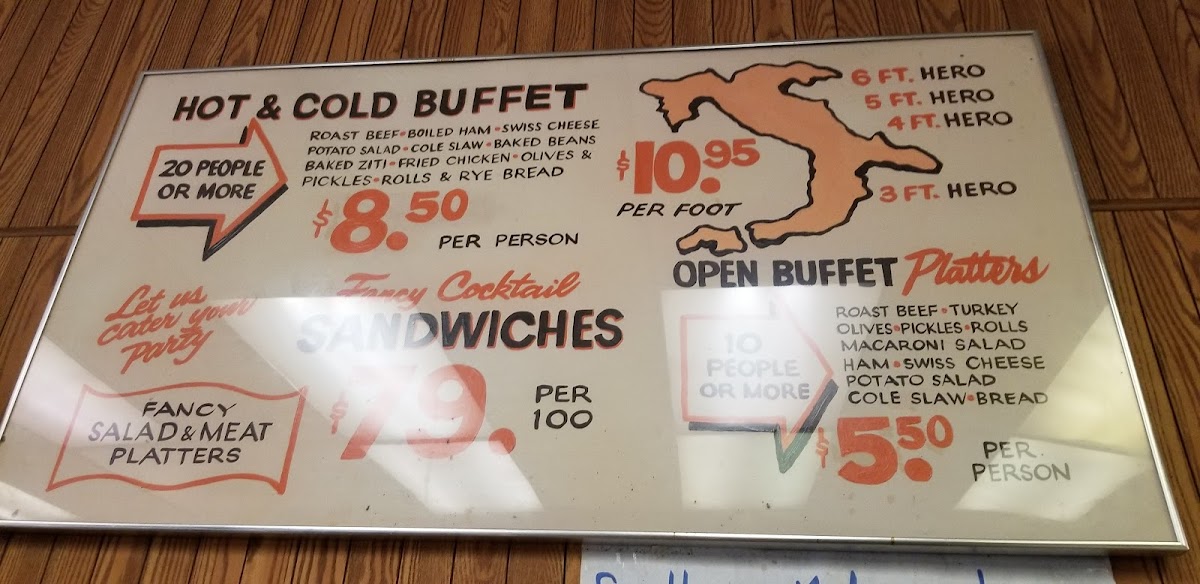 HOT & COLD BUFFET
20 PEOPLE
OR MORE
ROAST BEEF•BOILED HAM•SWISS CHEESE
POTATO SALAD•COLE SLAW•BAKED BEANS
BAKED ZITI•FRIED CHICKEN•OLIVES &
PICKLES•ROLLS & RYE BREAD
$8.50
PER PERSON
6 FT. HERO
5 FT. HERO
4 FT. HERO
3 FT. HERO
$10.95
PER FOOT
Let us
cater your
party
FANCY
SALAD & MEAT
PLATTERS
Fancy Cocktail
SANDWICHES
$79.
PER
100
OPEN BUFFET Platters
10
PEOPLE
OR MORE
ROAST BEEF•TURKEY
OLIVES•PICKLES•ROLLS
MACARONI SALAD
HAM•SWISS CHEESE
POTATO SALAD
COLE SLAW•BREAD
$5.50
PER
PERSON